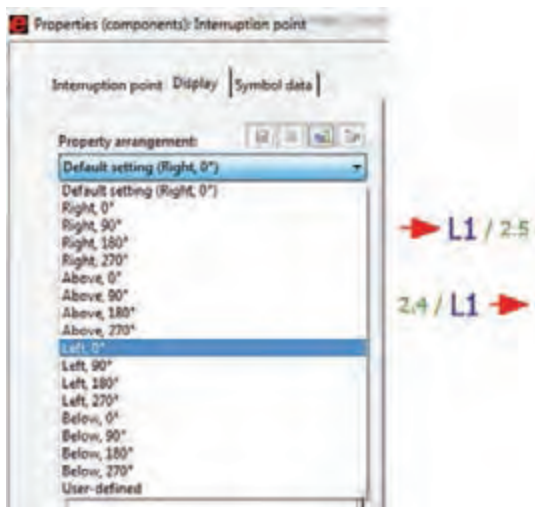 Properties (components): Interruption point
Interruption point Display Symbol data
Property arrangement:
Default setting (Right, 0°)
Default setting (Right, 0°)
Right, 0°
Right, 90°
Right, 180°
Right, 270°
Above, 0°
Above, 90°
Above, 180°
Above, 270°
Left, 0°
Left, 90°
Left, 180°
Left, 270°
Below, 0°
Below, 90°
Below, 180°
Below, 270°
User-defined
L1 / 2.5
2.4 / L1